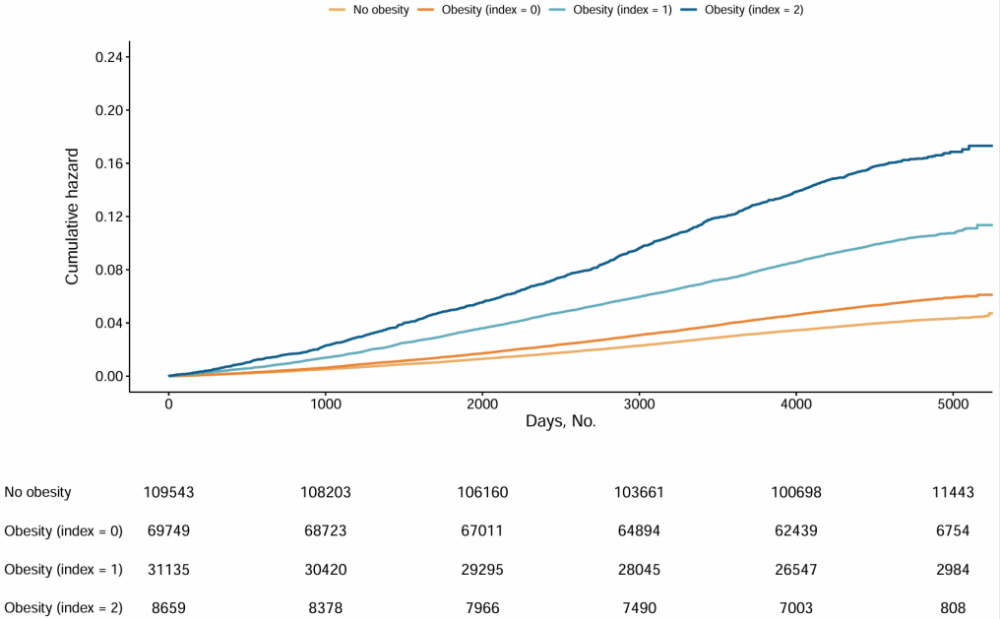 No obesity Obesity (index = 0) Obesity (index = 1) Obesity (index = 2)
0.24
0.20
0.16
0.12
0.08
0.04
0.00
Cumulative hazard
0 1000 2000 3000 4000 5000
Days, No.
No obesity 109543 108203 106160 103661 100698 11443
Obesity (index = 0) 69749 68723 67011 64894 62439 6754
Obesity (index = 1) 31135 30420 29295 28045 26547 2984
Obesity (index = 2) 8659 8378 7966 7490 7003 808